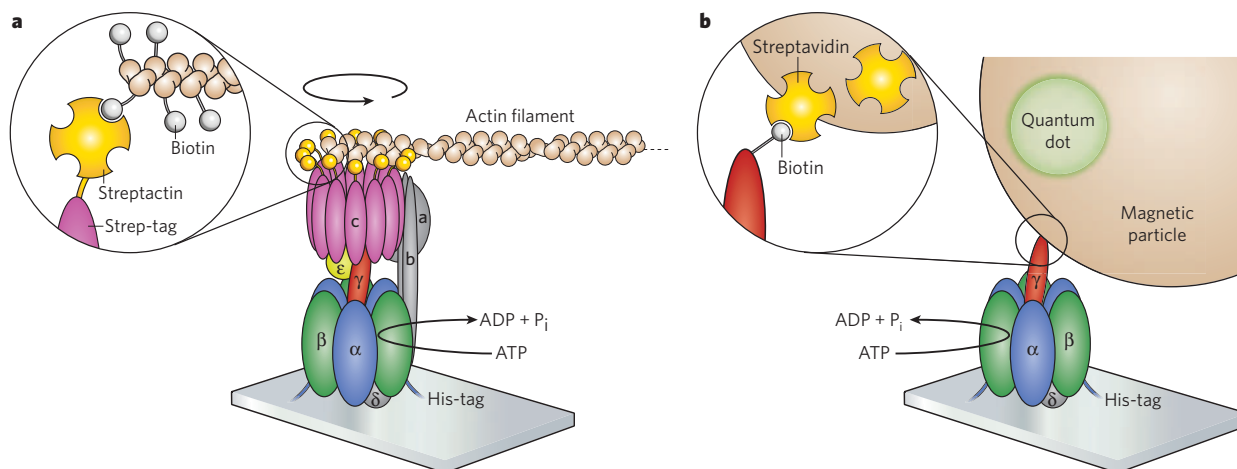 a
Biotin
Streptactin
Strep-tag
Actin filament
c
a
b
ε
γ
β
α
δ
ADP + Pi
ATP
His-tag
b
Streptavidin
Biotin
Quantum
dot
Magnetic
particle
γ
ADP + Pi
ATP
α
β
δ
His-tag